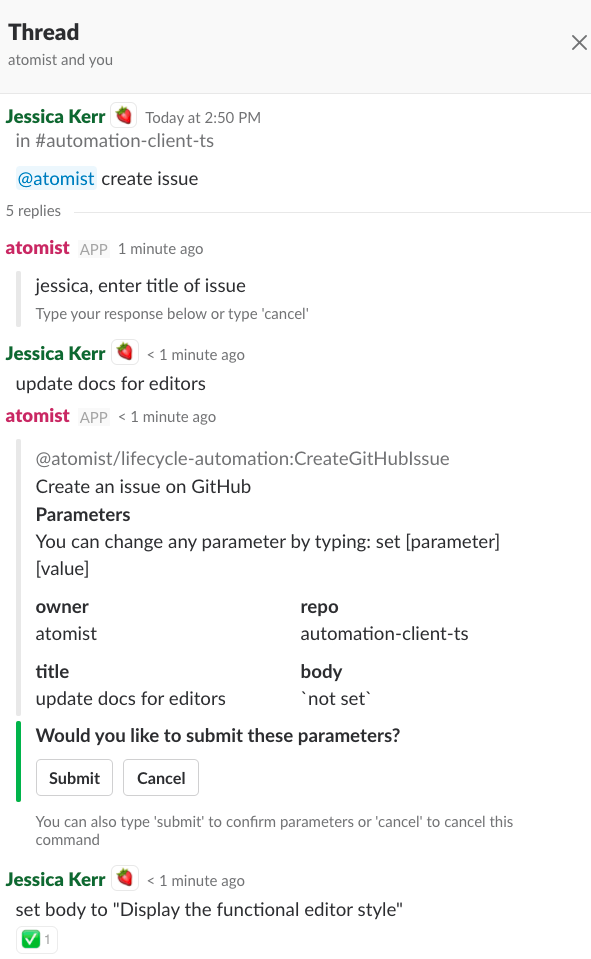 Thread
atomist and you
Jessica Kerr Today at 2:50 PM
in #automation-client-ts
@atomist create issue
5 replies
atomist APP 1 minute ago
jessica, enter title of issue
Type your response below or type 'cancel'
Jessica Kerr < 1 minute ago
update docs for editors
atomist APP < 1 minute ago
@atomist/lifecycle-automation:CreateGitHubIssue
Create an issue on GitHub
Parameters
You can change any parameter by typing: set [parameter]
[value]
owner repo
atomist automation-client-ts
title body
update docs for editors `not set`
Would you like to submit these parameters?
Submit Cancel
You can also type 'submit' to confirm parameters or 'cancel' to cancel this
command
Jessica Kerr < 1 minute ago
set body to "Display the functional editor style"
1